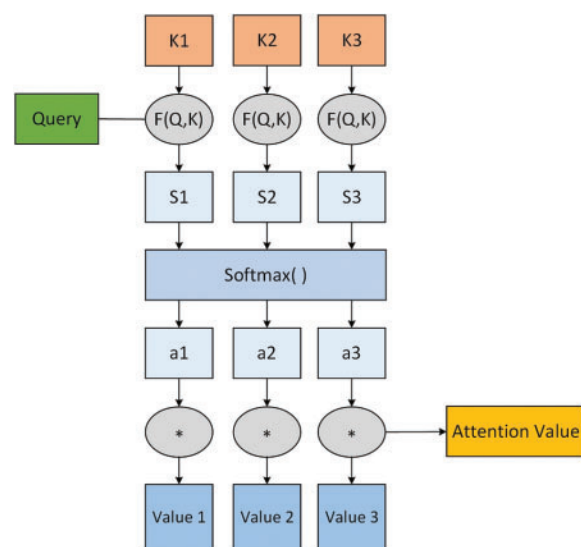 K1 K2 K3
Query F(Q,K) F(Q,K) F(Q,K)
S1 S2 S3
Softmax( )
a1 a2 a3
* * * Attention Value
Value 1 Value 2 Value 3